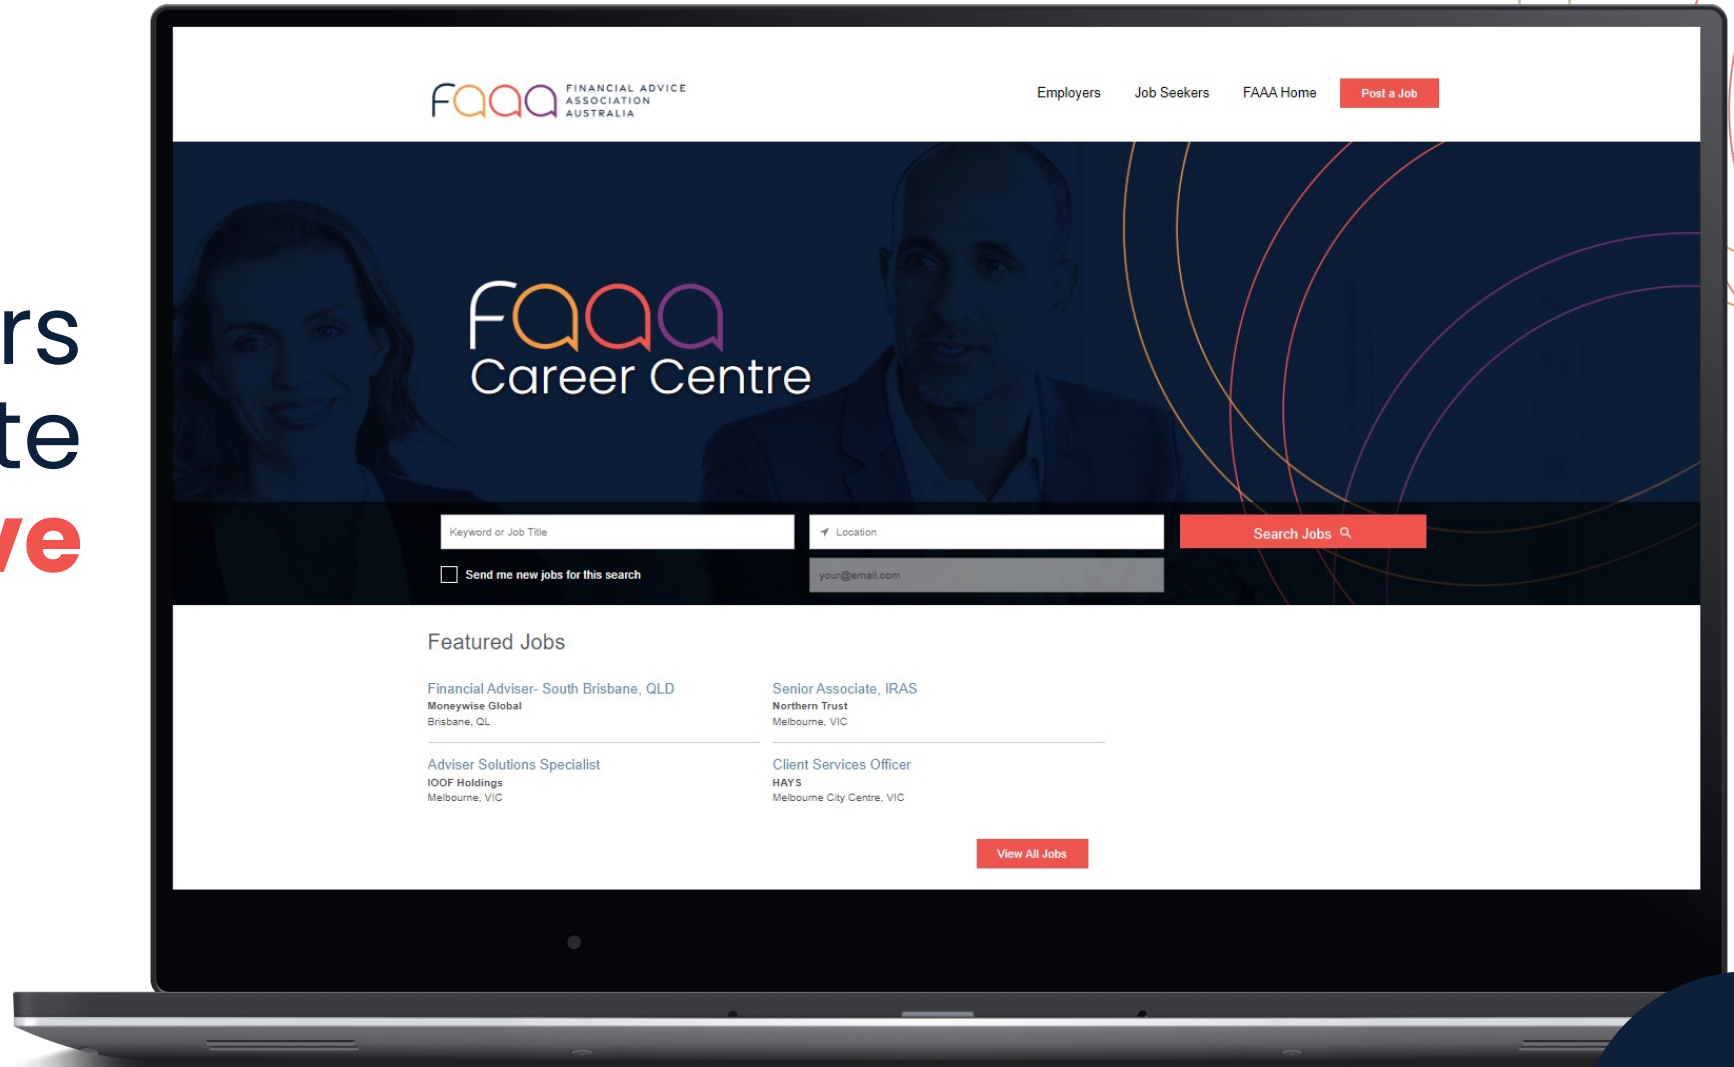 rs
te
ve
FAAA FINANCIAL ADVICE
ASSOCIATION
AUSTRALIA
Employers Job Seekers FAAA Home Post a Job
FAAA
Career Centre
Keyword or Job Title Location Search Jobs
Send me new jobs for this search your@email.com
Featured Jobs
Financial Adviser- South Brisbane, QLD
Moneywise Global
Brisbane, QL
Senior Associate, IRAS
Northern Trust
Melbourne, VIC
Adviser Solutions Specialist
IOOF Holdings
Melbourne, VIC
Client Services Officer
HAYS
Melbourne City Centre, VIC
View All Jobs